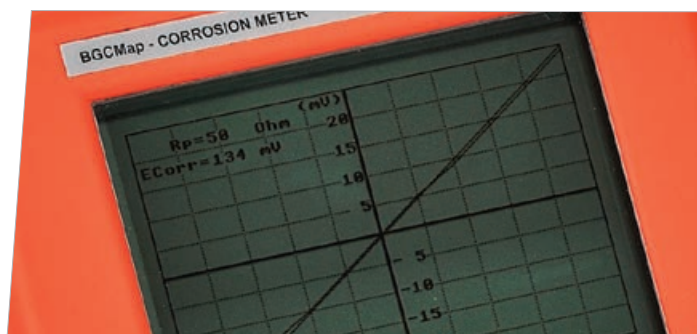 BGCMap - CORROSION METER
(mV)
Rp=50 Ohm
20
ECorr=134 mV
15
10
5
- 5
-10
-15